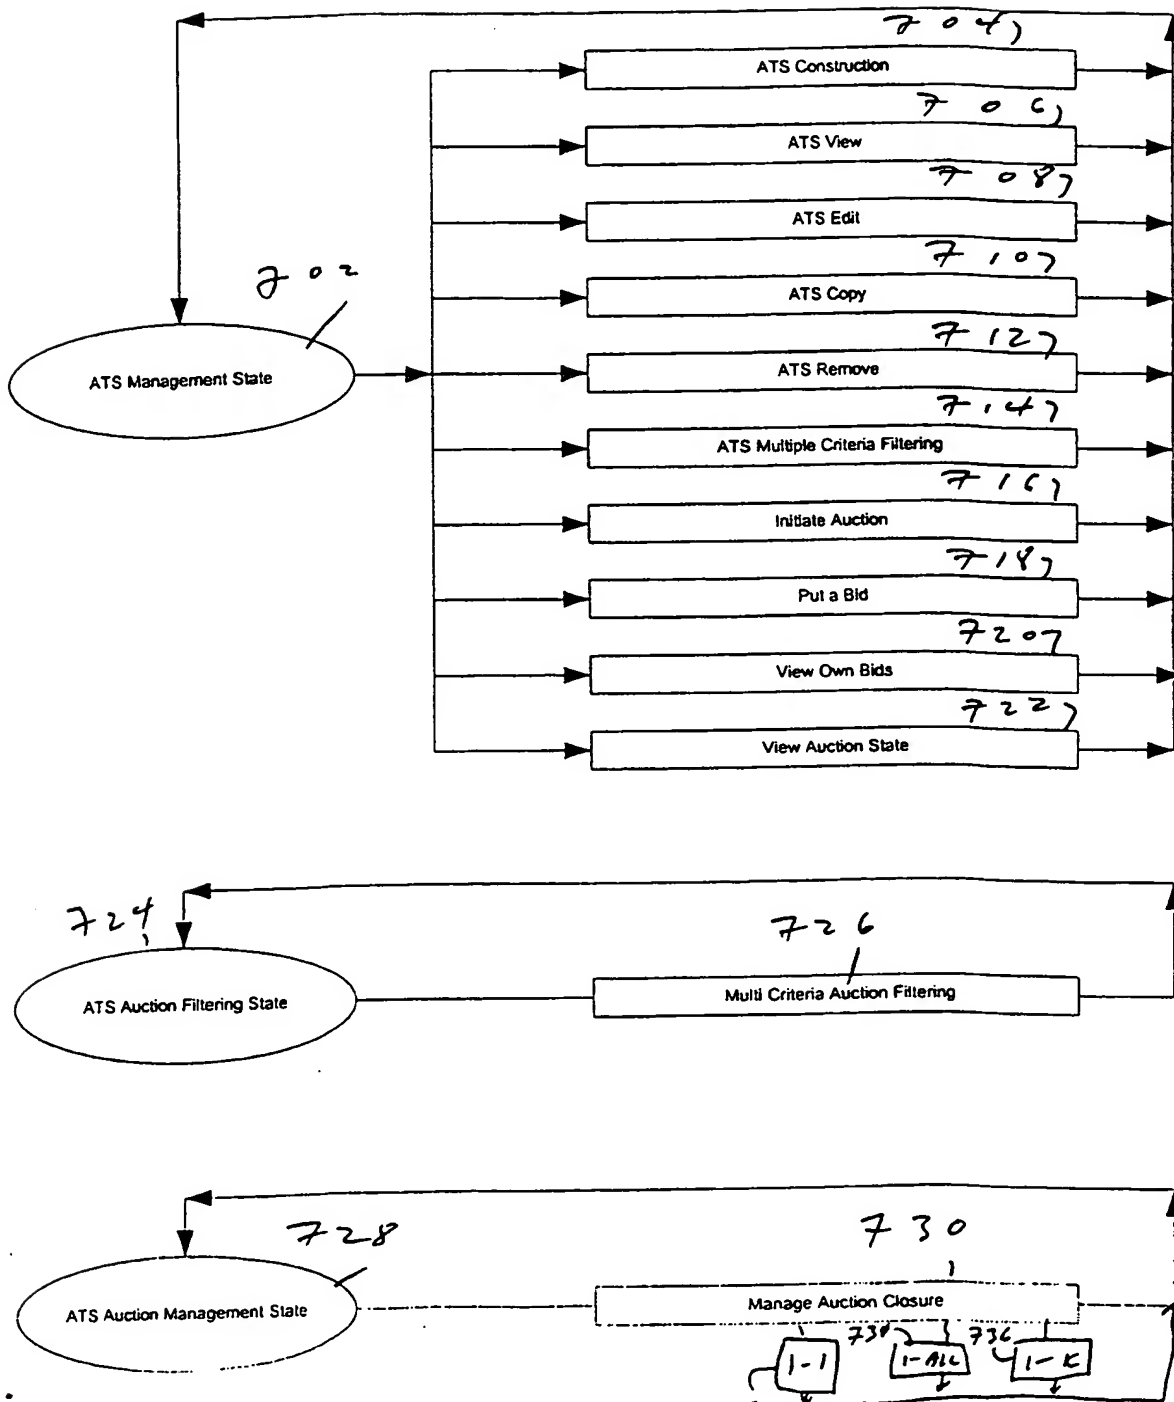 704
ATS Construction
706
ATS View
708
ATS Edit
710
ATS Copy
702
712
ATS Remove
ATS Management State
714
ATS Multiple Criteria Filtering
716
Initiate Auction
718
Put a Bid
720
View Own Bids
722
View Auction State
724
726
Multi Criteria Auction Filtering
ATS Auction Filtering State
728
730
Manage Auction Closure
ATS Auction Management State
734
736
1-1
1-ALL
1-K